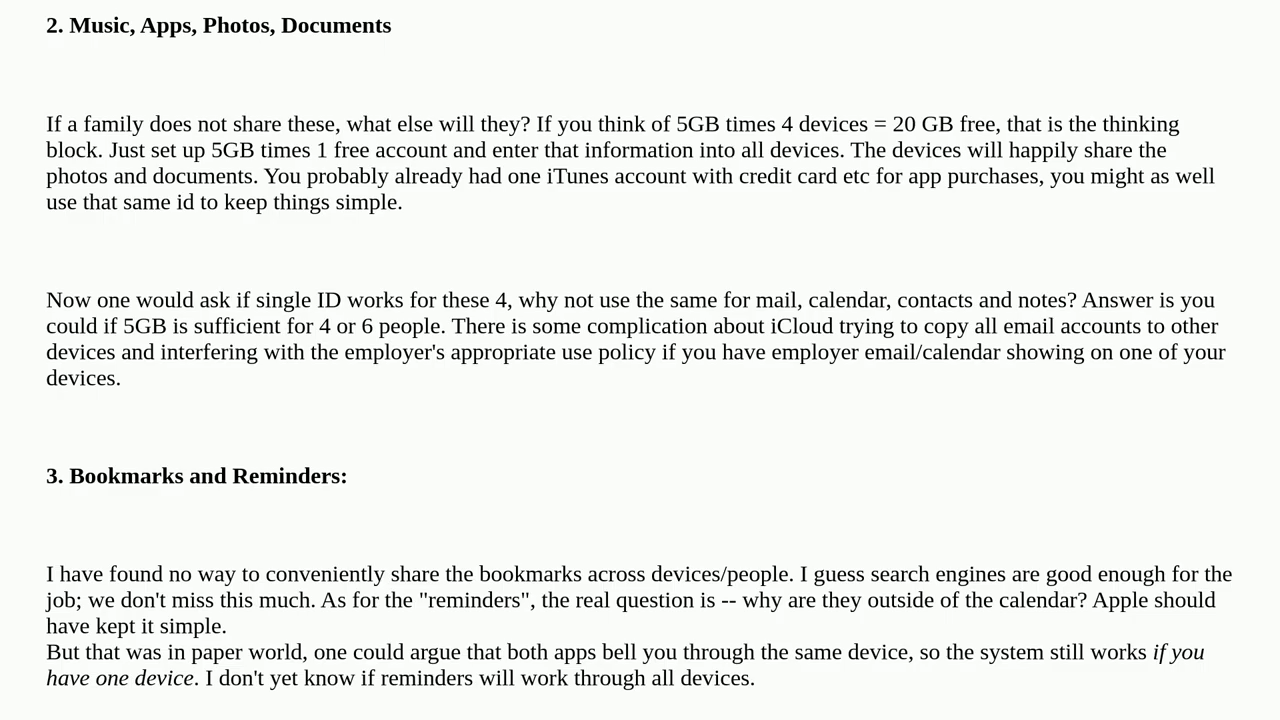 2. Music, Apps, Photos, Documents
If a family does not share these, what else will they? If you think of 5GB times 4 devices = 20 GB free, that is the thinking
block. Just set up 5GB times 1 free account and enter that information into all devices. The devices will happily share the
photos and documents. You probably already had one iTunes account with credit card etc for app purchases, you might as well
use that same id to keep things simple.
Now one would ask if single ID works for these 4, why not use the same for mail, calendar, contacts and notes? Answer is you
could if 5GB is sufficient for 4 or 6 people. There is some complication about iCloud trying to copy all email accounts to other
devices and interfering with the employer's appropriate use policy if you have employer email/calendar showing on one of your
devices.
3. Bookmarks and Reminders:
I have found no way to conveniently share the bookmarks across devices/people. I guess search engines are good enough for the
job; we don't miss this much. As for the "reminders", the real question is -- why are they outside of the calendar? Apple should
have kept it simple.
But that was in paper world, one could argue that both apps bell you through the same device, so the system still works if you
have one device. I don't yet know if reminders will work through all devices.